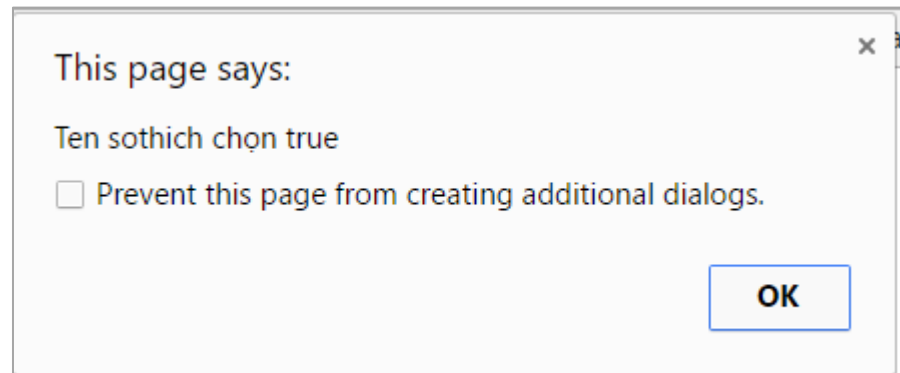 This page says:
Ten sothich chọn true
Prevent this page from creating additional dialogs.
OK